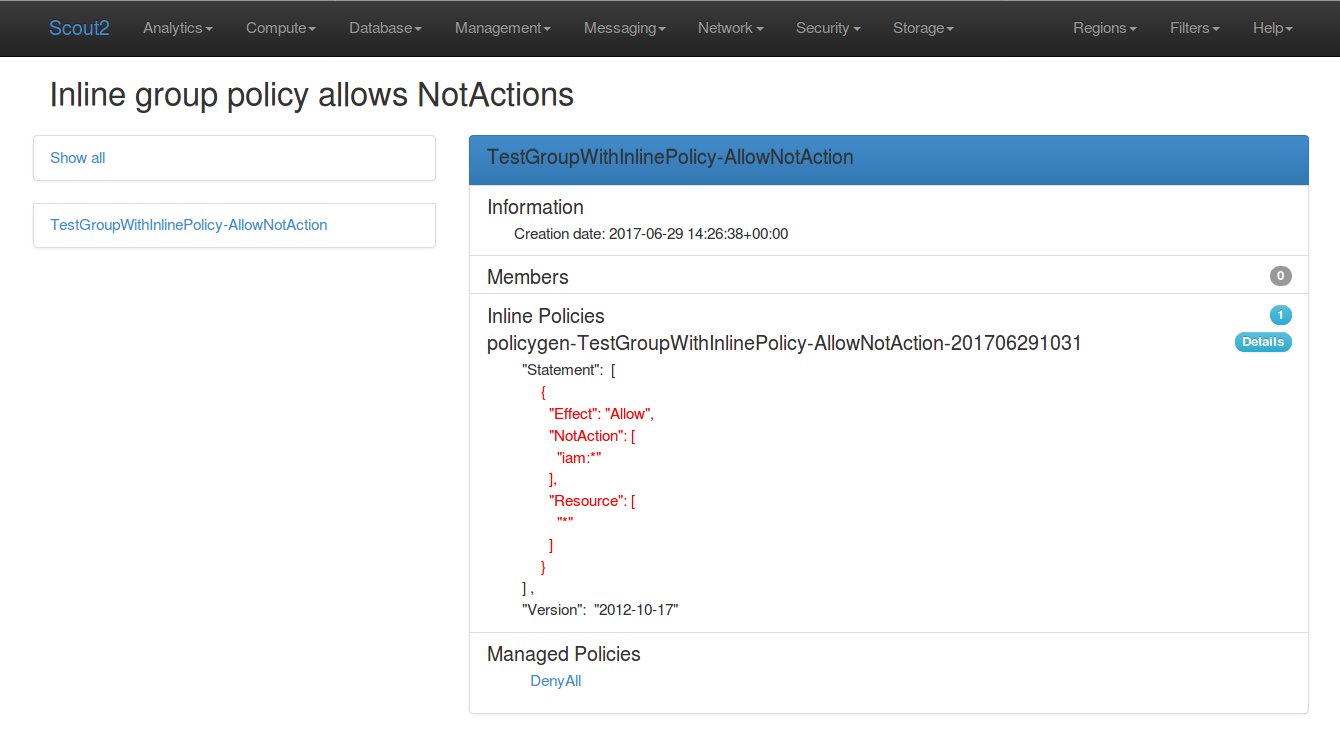 Scout2 Analytics Compute Database Management Messaging Network Security Storage Regions Filters Help
Inline group policy allows NotActions
Show all
TestGroupWithInlinePolicy-AllowNotAction
TestGroupWithInlinePolicy-AllowNotAction
Information
Creation date: 2017-06-29 14:26:38+00:00
Members 0
Inline Policies 1
policygen-TestGroupWithInlinePolicy-AllowNotAction-201706291031 Details
"Statement": [
{
"Effect": "Allow",
"NotAction": [
"iam:*"
],
"Resource": [
"*"
]
}
] ,
"Version": "2012-10-17"
Managed Policies
DenyAll